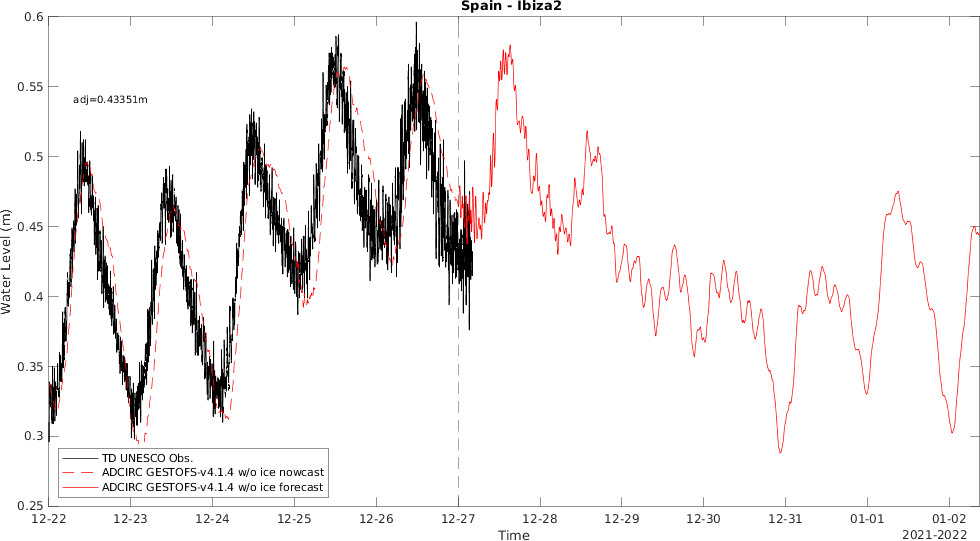 Spain - Ibiza2
0.6
0.55
0.5
0.45
0.4
0.35
0.3
0.25
Water Level (m)
adj=0.43351m
TD UNESCO Obs.
ADCIRC GESTOFS-v4.1.4 w/o ice nowcast
ADCIRC GESTOFS-v4.1.4 w/o ice forecast
12-22 12-23 12-24 12-25 12-26 12-27 12-28 12-29 12-30 12-31 01-01 01-02
Time
2021-2022